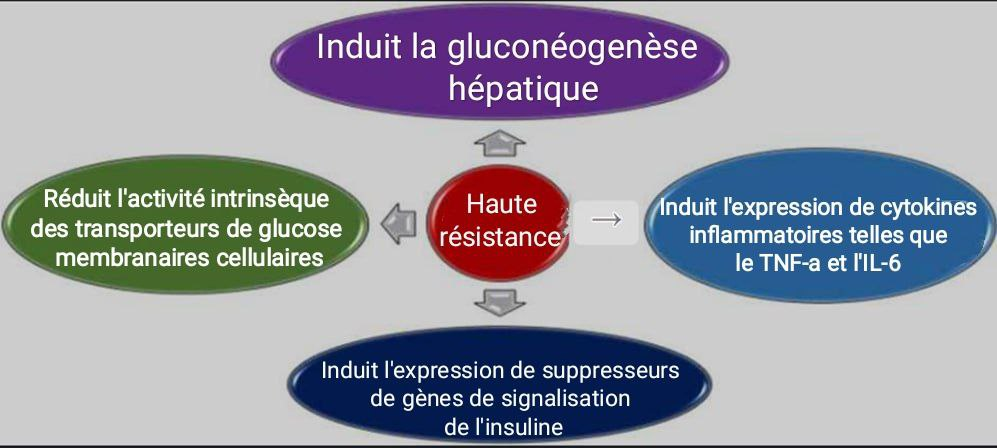 Induit la gluconéogenèse
hépatique
Réduit l'activité intrinsèque
des transporteurs de glucose
membranaires cellulaires
Haute
résistance
→
Induit l'expression de cytokines
inflammatoires telles que
le TNF-a et l'IL-6
Induit l'expression de suppresseurs
de gènes de signalisation
de l'insuline